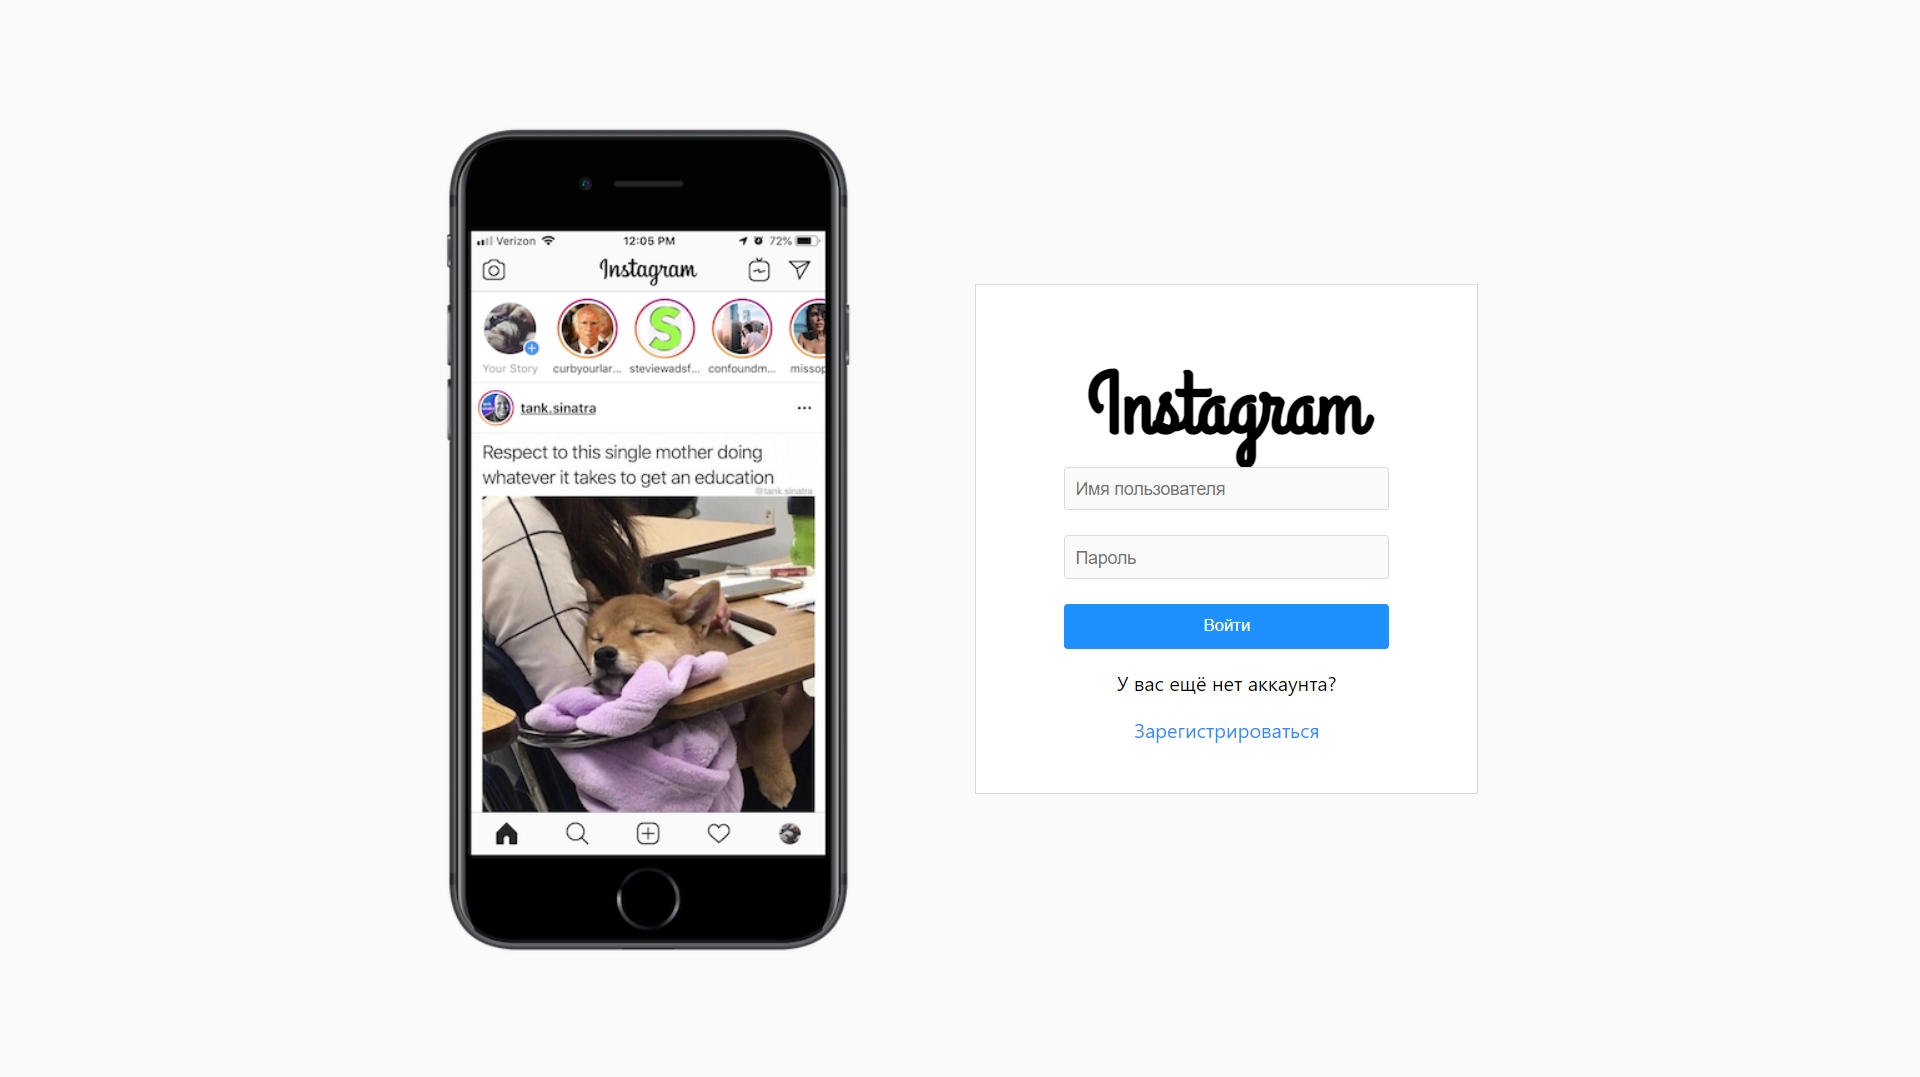 Verizon 12:05 PM 72%
Instagram
Your Story curbyourlar... steviewadsf... confoundm... missop
tank.sinatra
Respect to this single mother doing
whatever it takes to get an education
@tank.sinatra
Instagram
Имя пользователя
Пароль
Войти
У вас ещё нет аккаунта?
Зарегистрироваться